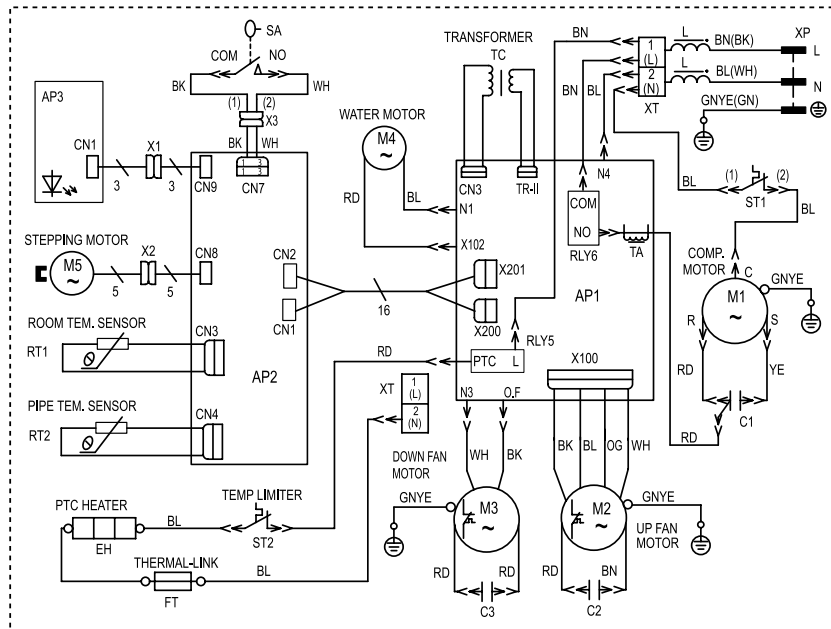 SA
COM
NO
BK
WH
(1)
(2)
X3
BK
WH
1
3
1
3
CN7
AP3
CN1
X1
3
3
CN9
STEPPING MOTOR
M5
~
X2
5
5
CN8
ROOM TEM. SENSOR
RT1
CN3
PIPE TEM. SENSOR
RT2
CN4
AP2
CN2
CN1
16
X201
X200
WATER MOTOR
M4
~
RD
BL
N1
X102
TRANSFORMER
TC
CN3
TR-II
BN
BN
BL
N4
COM
NO
RLY6
TA
AP1
RLY5
PTC
L
RD
1
(L)
2
(N)
XT
L
BN(BK)
L
BL(WH)
GNYE(GN)
XP
L
N
BL
(1)
(2)
ST1
BL
COMP.
MOTOR
C
M1
~
GNYE
R
S
RD
YE
C1
RD
X100
BK
BL
OG
WH
XT
1
(L)
2
(N)
N3
O.F
WH
BK
DOWN FAN
MOTOR
GNYE
M3
~
RD
RD
C3
M2
~
GNYE
UP FAN
MOTOR
RD
BN
C2
PTC HEATER
EH
BL
TEMP LIMITER
ST2
THERMAL-LINK
FT
BL